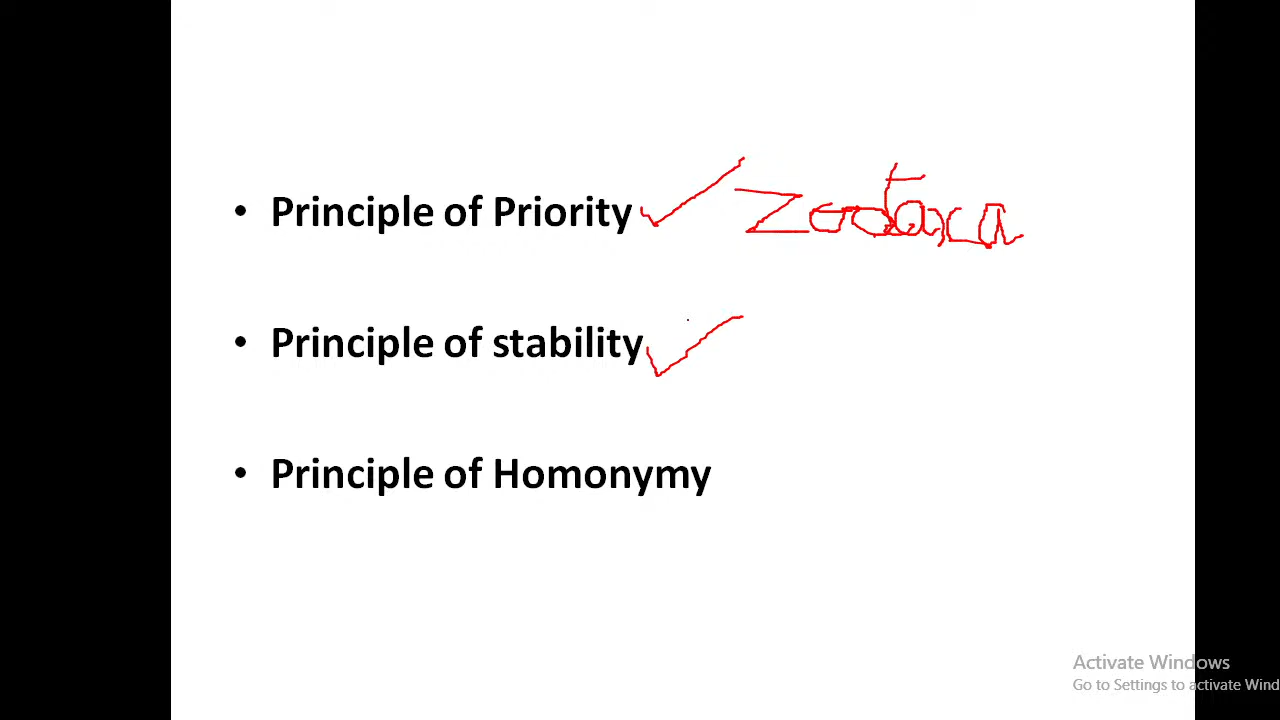 • Principle of Priority
• Principle of stability
• Principle of Homonymy
Activate Windows
Go to Settings to activate Wind